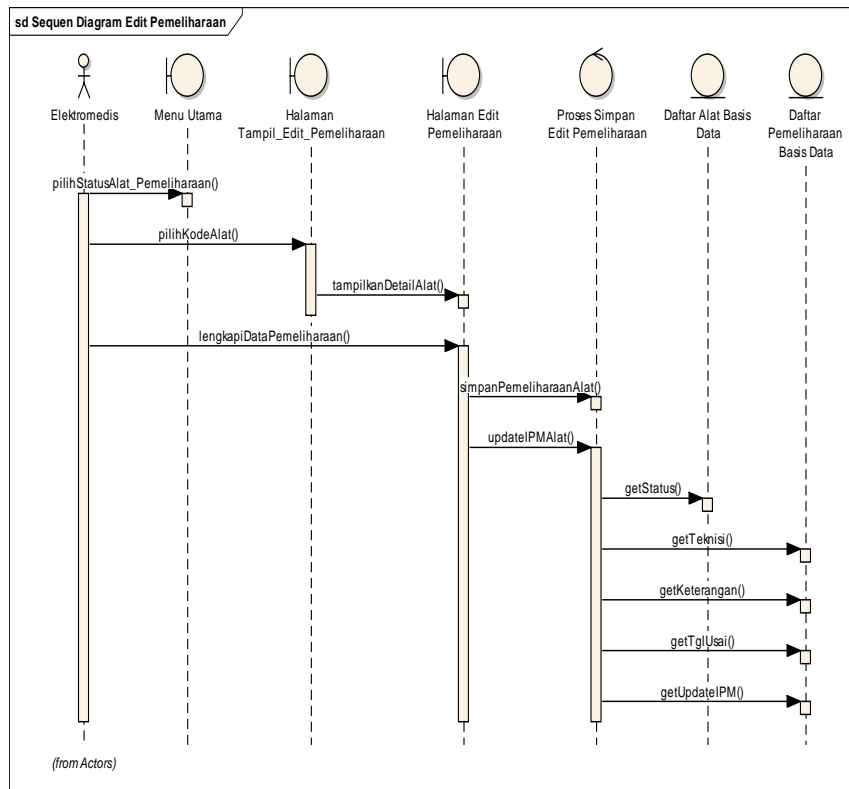 sd Sequen Diagram Edit Pemeliharaan
Elektromedis
Menu Utama
Halaman
Tampil_Edit_Pemeliharaan
Halaman Edit
Pemeliharaan
Proses Simpan
Edit Pemeliharaan
Daftar Alat Basis
Data
Daftar
Pemeliharaan
Basis Data
pilihStatusAlat_Pemeliharaan()
pilihKodeAlat()
tampilkanDetailAlat()
lengkapiDataPemeliharaan()
simpanPemeliharaanAlat()
updateIPMAlat()
getStatus()
getTeknisi()
getKeterangan()
getTglUsai()
getUpdateIPM()
(from Actors)